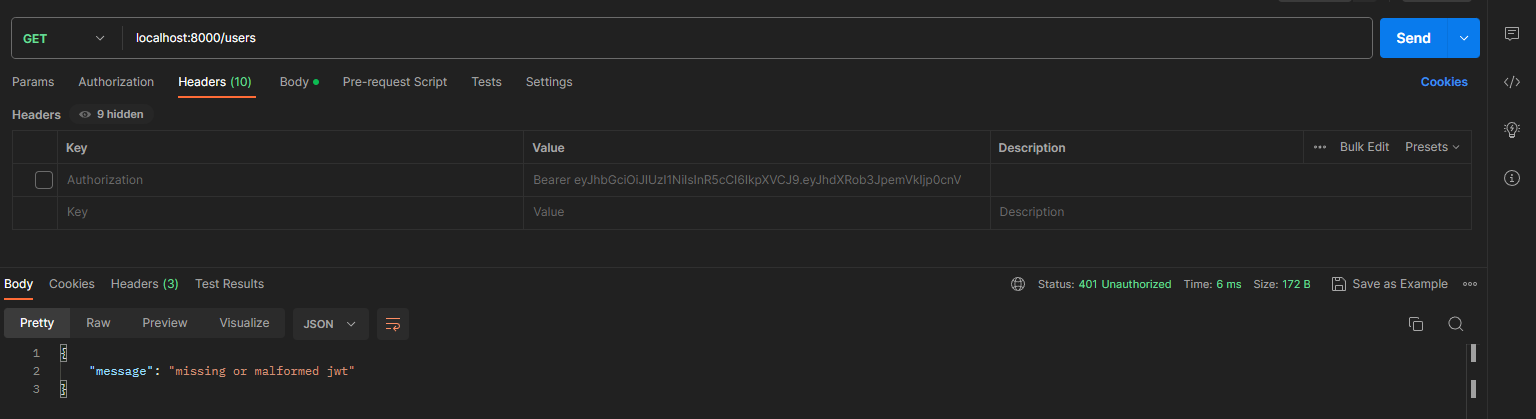 GET localhost:8000/users Send
Params Authorization Headers (10) Body Pre-request Script Tests Settings Cookies
Headers 9 hidden
Key Value Description Bulk Edit Presets
Authorization Bearer eyJhbGciOiJIUzI1NiIsInR5cCI6IkpXVCJ9.eyJhdXRob3JpemVkIjp0cnV
Key Value Description
Body Cookies Headers (3) Test Results Status: 401 Unauthorized Time: 6 ms Size: 172 B Save as Example
Pretty Raw Preview Visualize JSON
1 {
2 "message": "missing or malformed jwt"
3 }